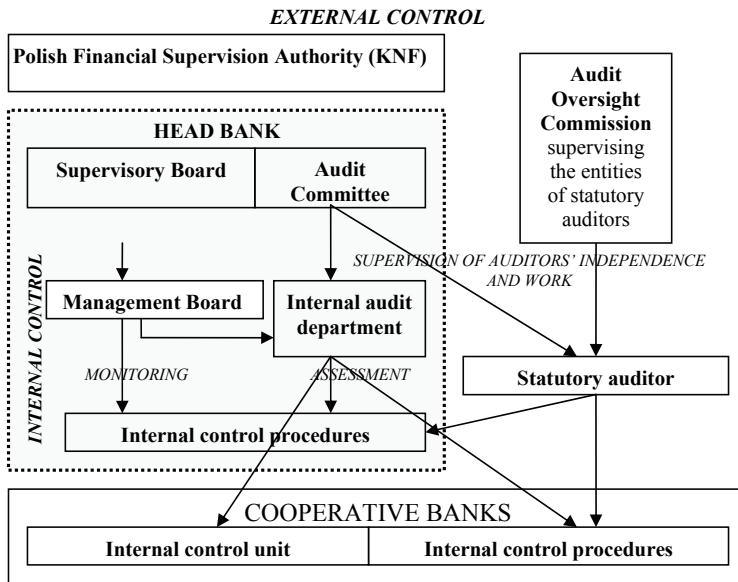 EXTERNAL CONTROL
Polish Financial Supervision Authority (KNF)
Audit
Oversight
Commission
supervising
the entities
of statutory
auditors
HEAD BANK
Supervisory Board
Audit
Committee
INTERNAL CONTROL
SUPERVISION OF AUDITORS’ INDEPENDENCE
AND WORK
Management Board
Internal audit
department
MONITORING
ASSESSMENT
Statutory auditor
Internal control procedures
COOPERATIVE BANKS
Internal control unit
Internal control procedures